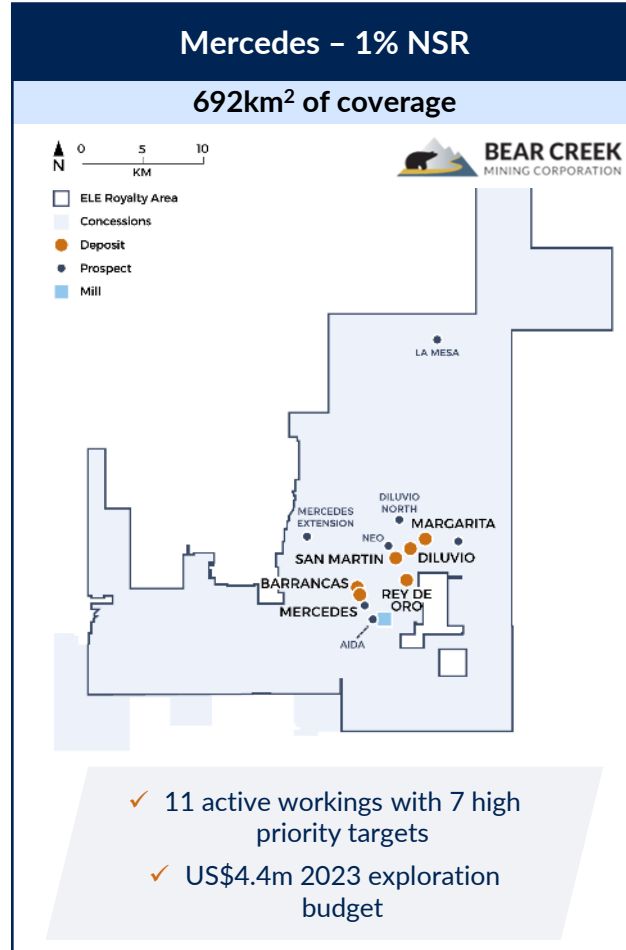 Mercedes – 1% NSR
692km² of coverage
0 5 10
KM
N
BEAR CREEK
MINING CORPORATION
ELE Royalty Area
Concessions
Deposit
Prospect
Mill
LA MESA
DILUVIO
NORTH
MERCEDES
EXTENSION
MARGARITA
NEO
SAN MARTIN
DILUVIO
BARRANCAS
REY DE
ORO
MERCEDES
AIDA
✓ 11 active workings with 7 high
priority targets
✓ US$4.4m 2023 exploration
budget